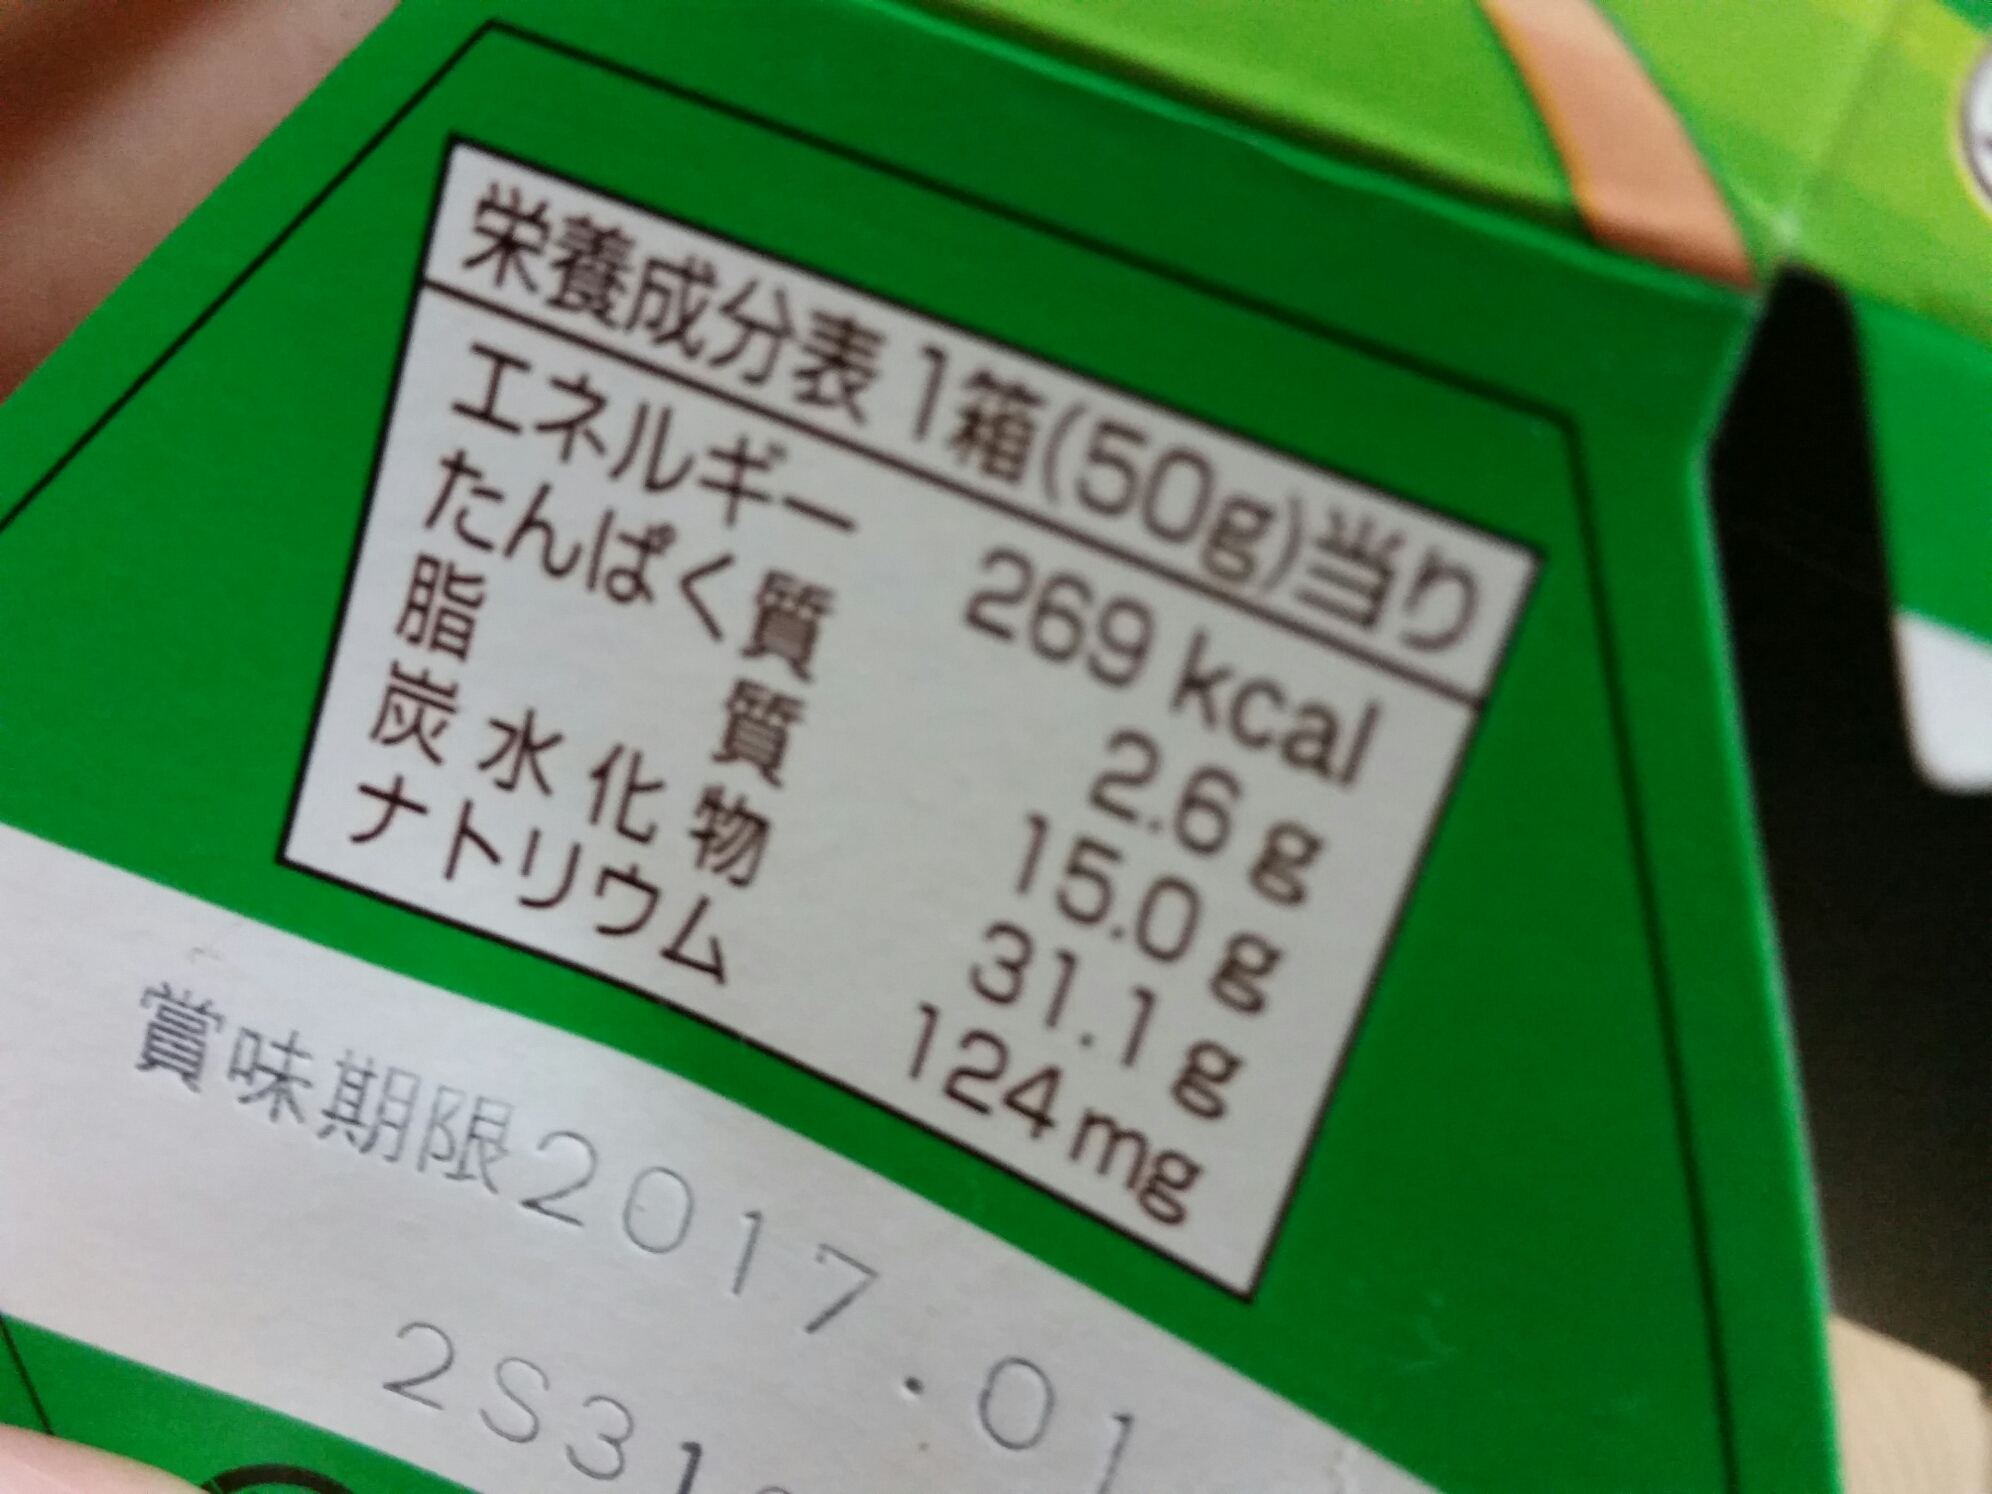 栄養成分表 1箱(50g)当り
エネルギー 269 kcal
たんぱく質 2.6 g
脂質 15.0 g
炭水化物 31.1 g
ナトリウム 124 mg
賞味期限2017.01
2S31